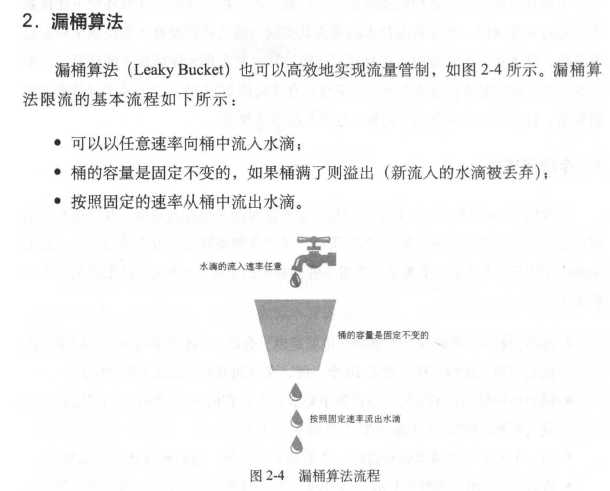 2. 漏桶算法
漏桶算法（Leaky Bucket）也可以高效地实现流量管制，如图 2-4 所示。漏桶算
法限流的基本流程如下所示：
● 可以以任意速率向桶中流入水滴；
● 桶的容量是固定不变的，如果桶满了则溢出（新流入的水滴被丢弃）；
● 按照固定的速率从桶中流出水滴。
水滴的流入速率任意
桶的容量是固定不变的
按照固定速率流出水滴
图 2-4 漏桶算法流程